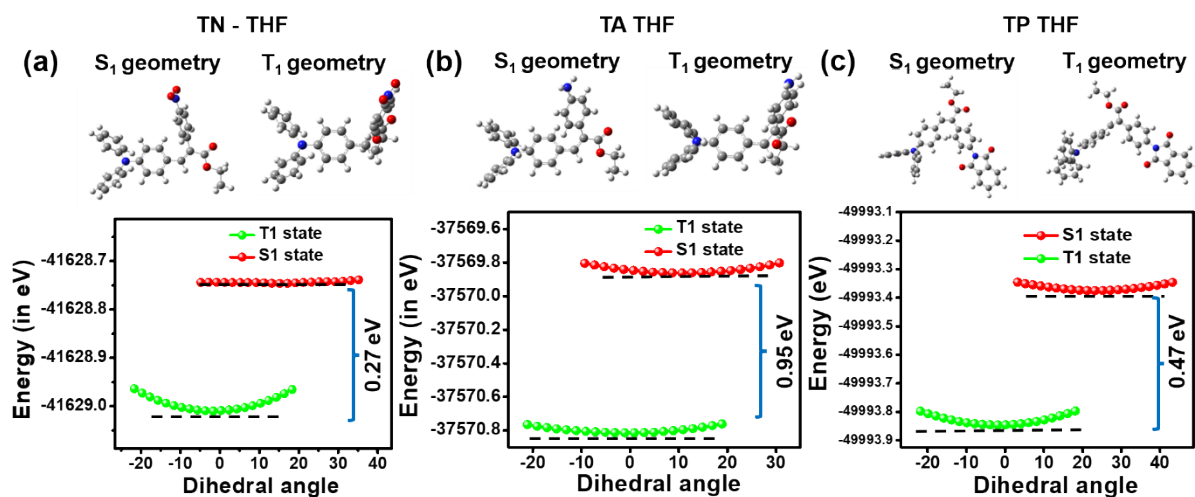 TN - THF
TA THF
TP THF
(a)
S₁ geometry
T₁ geometry
(b)
S₁ geometry
T₁ geometry
(c)
S₁ geometry
T₁ geometry
Energy (in eV)
-41628.7
-41628.8
-41628.9
-41629.0
T1 state
S1 state
0.27 eV
-20 -10 0 10 20 30 40
Dihedral angle
Energy (in eV)
-37569.6
-37569.8
-37570.0
-37570.2
-37570.4
-37570.6
-37570.8
T1 state
S1 state
0.95 eV
-20 -10 0 10 20 30
Dihedral angle
Energy (eV)
-49993.1
-49993.2
-49993.3
-49993.4
-49993.5
-49993.6
-49993.7
-49993.8
-49993.9
S1 state
T1 state
0.47 eV
-20 -10 0 10 20 30 40
Dihedral angle